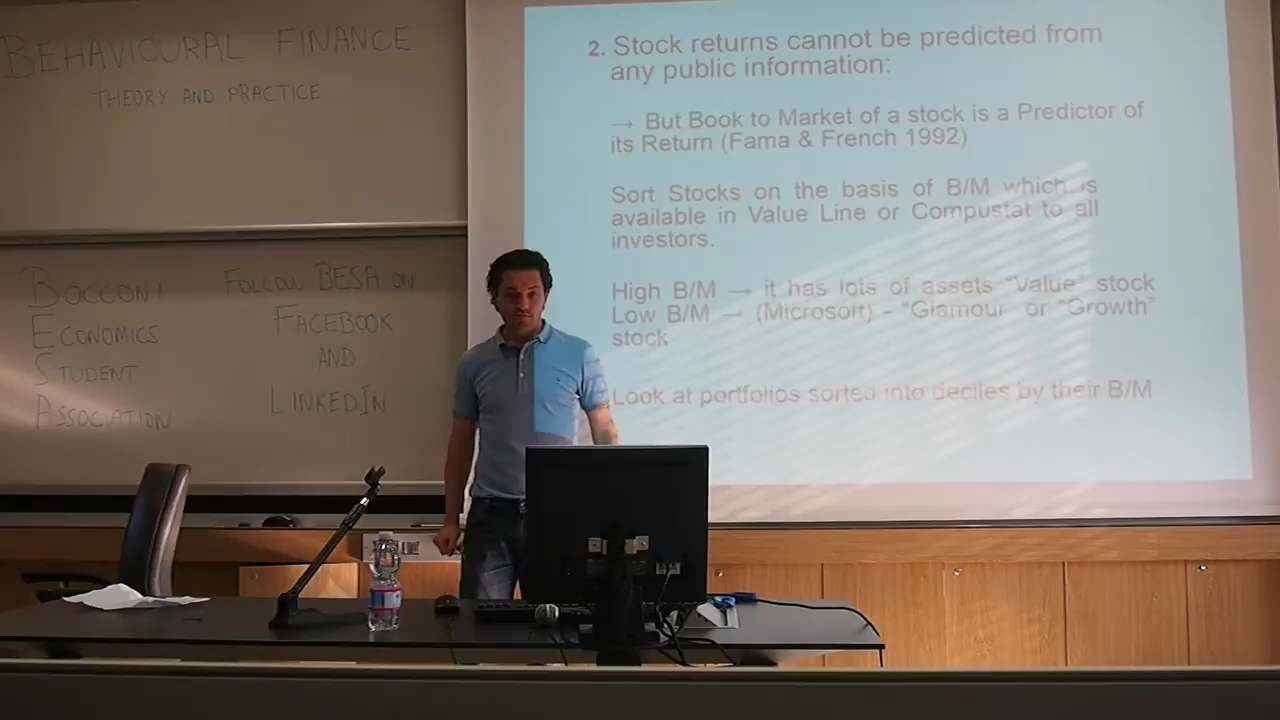 BEHAVIOURAL FINANCE
THEORY AND PRACTICE
BOCCONI
ECONOMICS
STUDENT
ASSOCIATION
FOLLOW BESA ON
FACEBOOK
AND
LINKEDIN
2. Stock returns cannot be predicted from
any public information:
→ But Book to Market of a stock is a Predictor of
its Return (Fama & French 1992)
Sort Stocks on the basis of B/M which is
available in Value Line or Compustat to all
investors.
High B/M → it has lots of assets "Value" stock
Low B/M → (Microsoft) - "Glamour or "Growth"
stock
Look at portfolios sorted into deciles by their B/M